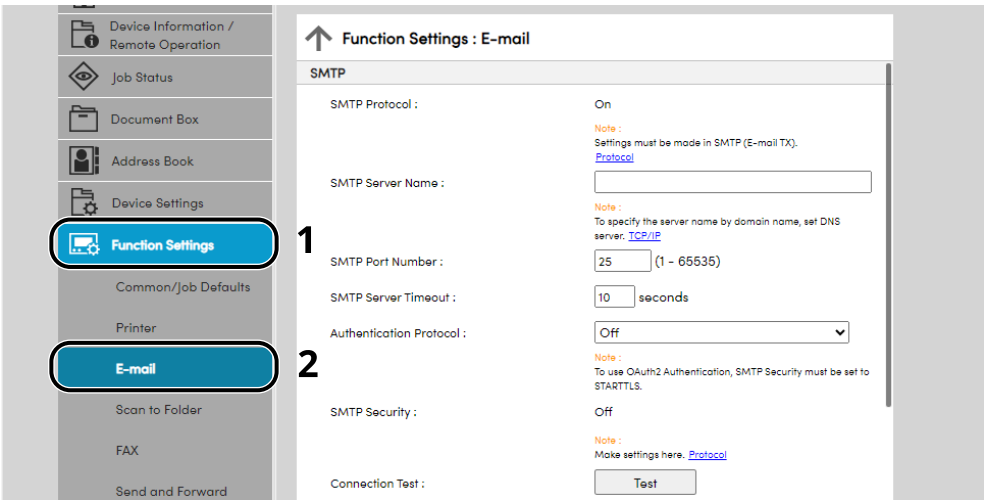 Device Information /
Remote Operation
Job Status
Document Box
Address Book
Device Settings
Function Settings
1
Common/Job Defaults
Printer
E-mail
2
Scan to Folder
FAX
Send and Forward
Function Settings : E-mail
SMTP
SMTP Protocol :
On
Note :
Settings must be made in SMTP (E-mail TX).
Protocol
SMTP Server Name :
Note :
To specify the server name by domain name, set DNS
server. TCP/IP
SMTP Port Number :
25 (1 - 65535)
SMTP Server Timeout :
10 seconds
Authentication Protocol :
Off
Note :
To use OAuth2 Authentication, SMTP Security must be set to
STARTTLS.
SMTP Security :
Off
Note :
Make settings here. Protocol
Connection Test :
Test